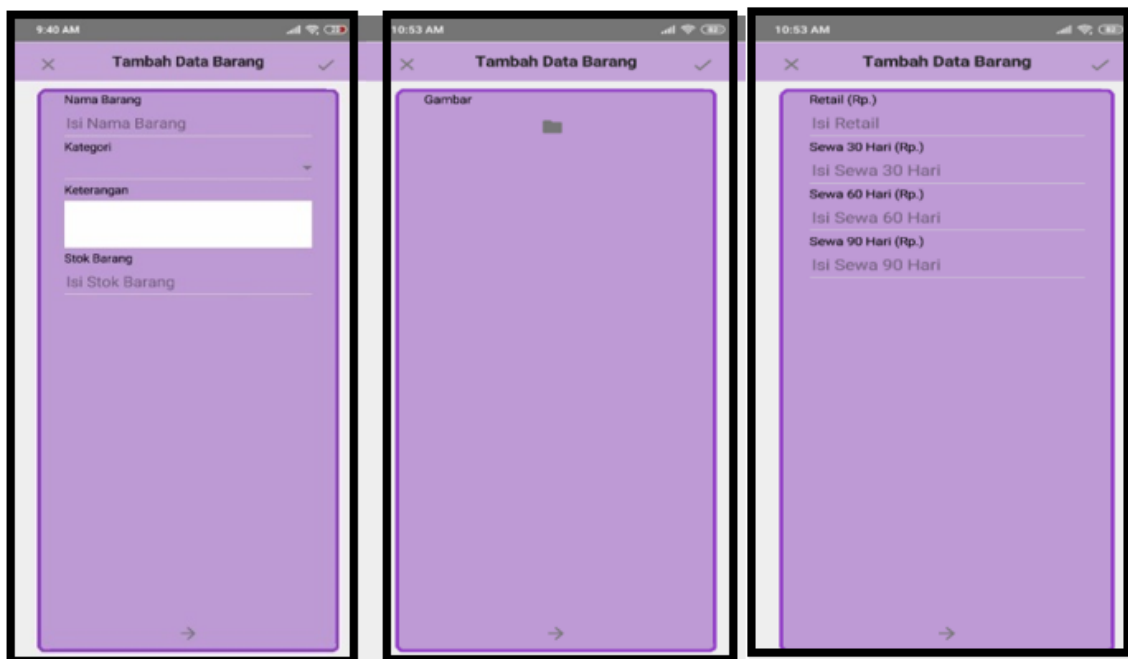 9:40 AM
Tambah Data Barang
Nama Barang
Isi Nama Barang
Kategori
Keterangan
Stok Barang
Isi Stok Barang
10:53 AM
Tambah Data Barang
Gambar
10:53 AM
Tambah Data Barang
Retail (Rp.)
Isi Retail
Sewa 30 Hari (Rp.)
Isi Sewa 30 Hari
Sewa 60 Hari (Rp.)
Isi Sewa 60 Hari
Sewa 90 Hari (Rp.)
Isi Sewa 90 Hari